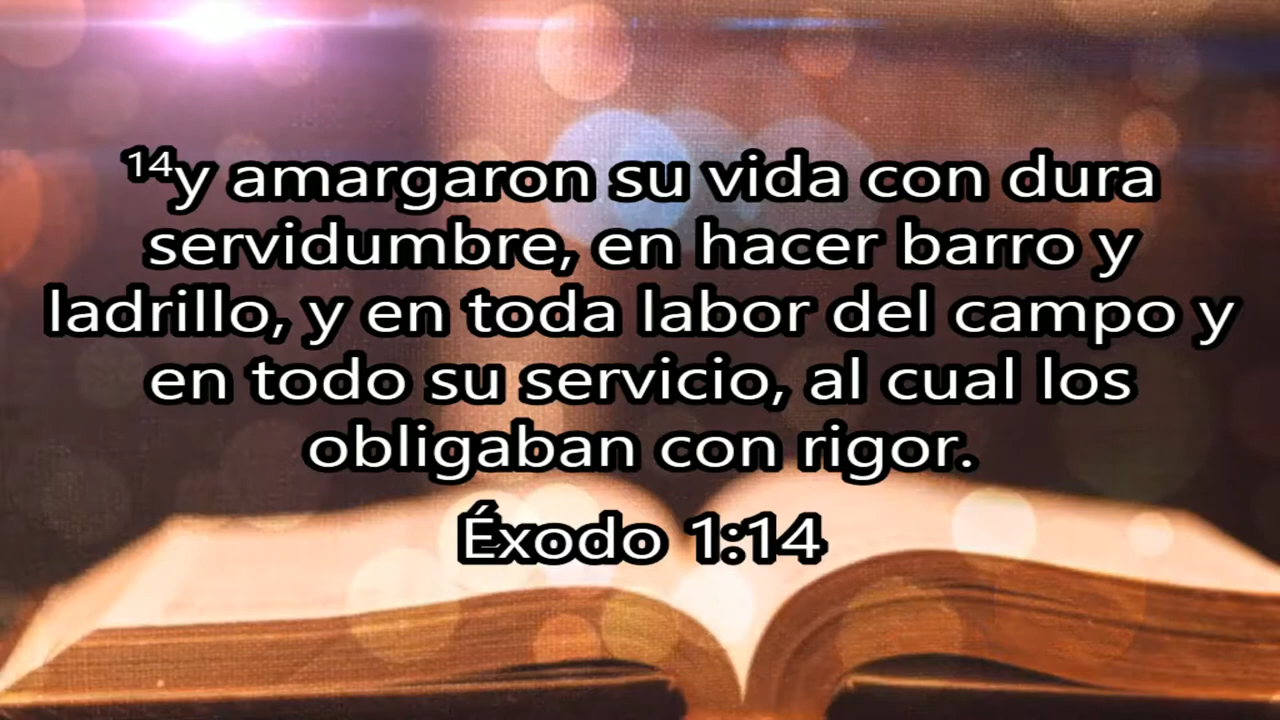 ¹⁴y amargaron su vida con dura
servidumbre, en hacer barro y
ladrillo, y en toda labor del campo y
en todo su servicio, al cual los
obligaban con rigor.
Éxodo 1:14